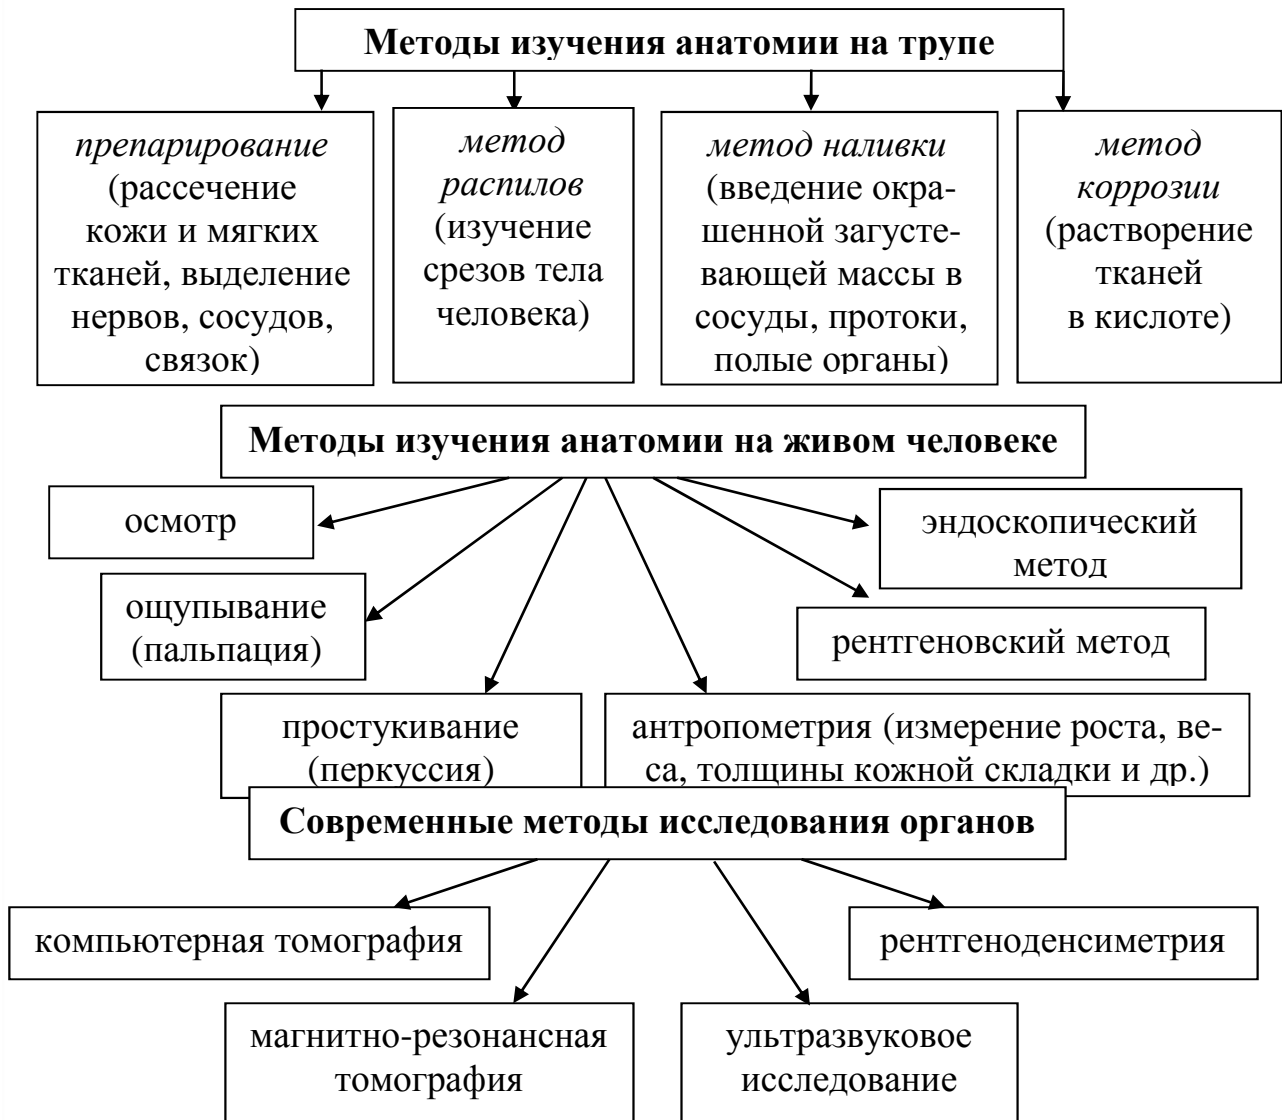 Методы изучения анатомии на трупе
препарирование
(рассечение
кожи и мягких
тканей, выделение
нервов, сосудов,
связок)
метод
распилов
(изучение
срезов тела
человека)
метод наливки
(введение окра-
шенной загусте-
вающей массы в
сосуды, протоки,
полые органы)
метод
коррозии
(растворение
тканей
в кислоте)
Методы изучения анатомии на живом человеке
осмотр
эндоскопический
метод
ощупывание
(пальпация)
рентгеновский метод
простукивание
(перкуссия)
антропометрия (измерение роста, ве-
са, толщины кожной складки и др.)
Современные методы исследования органов
компьютерная томография
рентгеноденсиметрия
магнитно-резонансная
томография
ультразвуковое
исследование